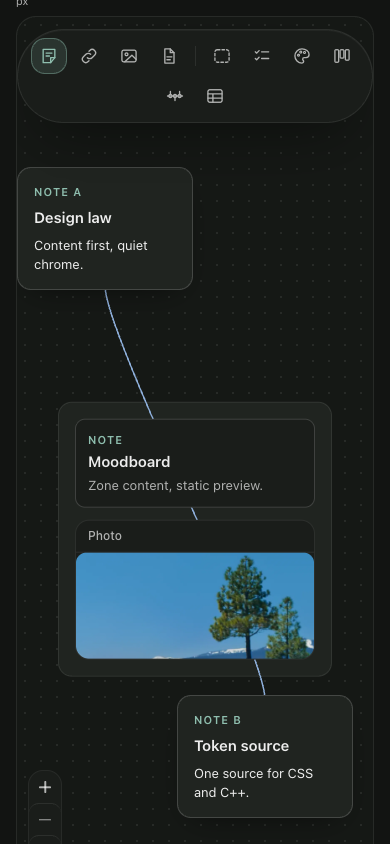 px
NOTE A
Design law
Content first, quiet
chrome.
NOTE
Moodboard
Zone content, static preview.
Photo
NOTE B
Token source
One source for CSS
and C++.